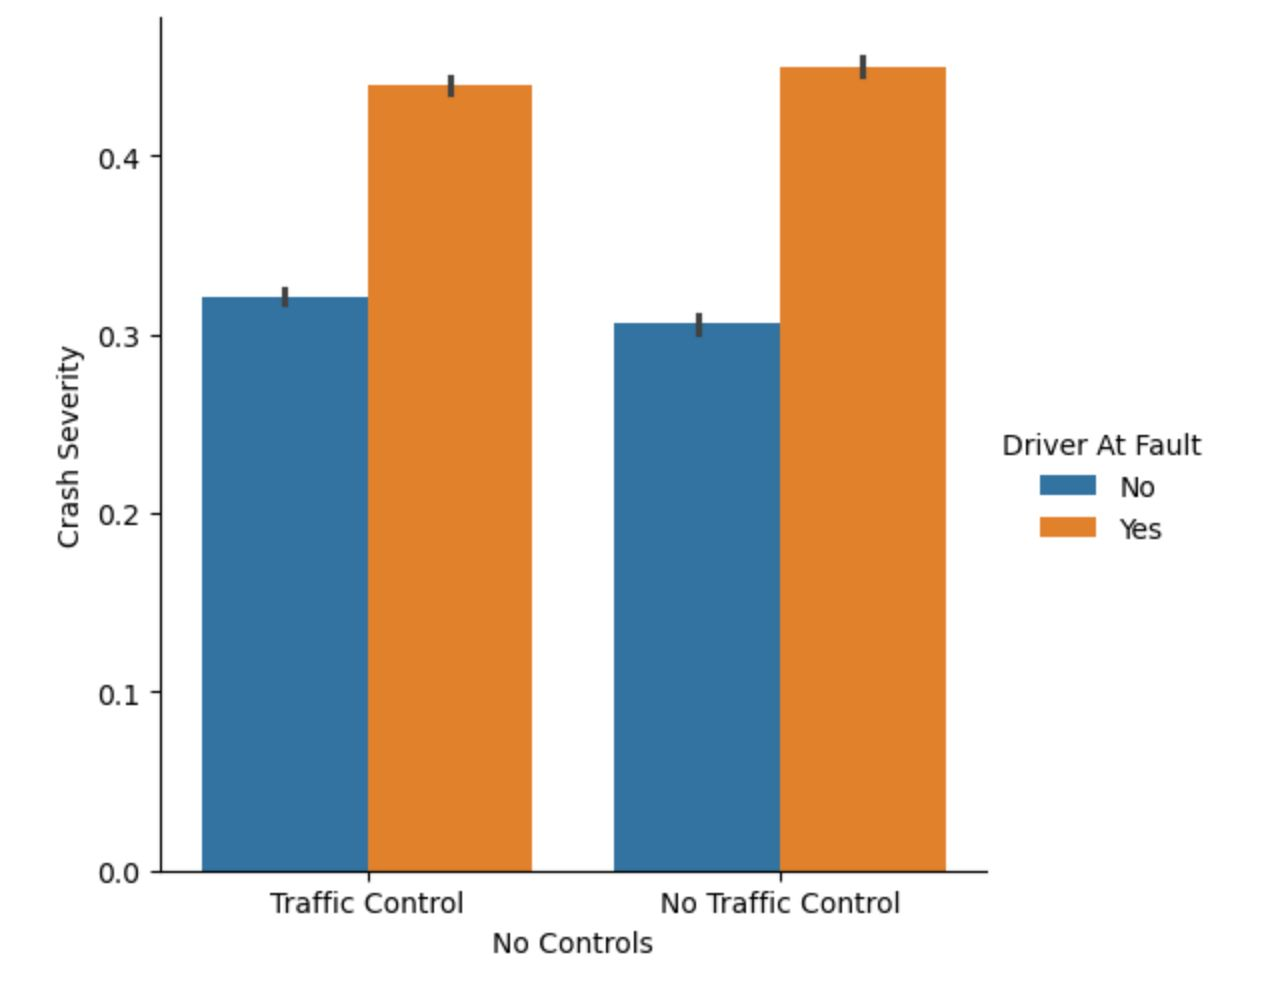 0.4
0.3
0.2
0.1
0.0
Crash Severity
Traffic Control
No Traffic Control
No Controls
Driver At Fault
No
Yes